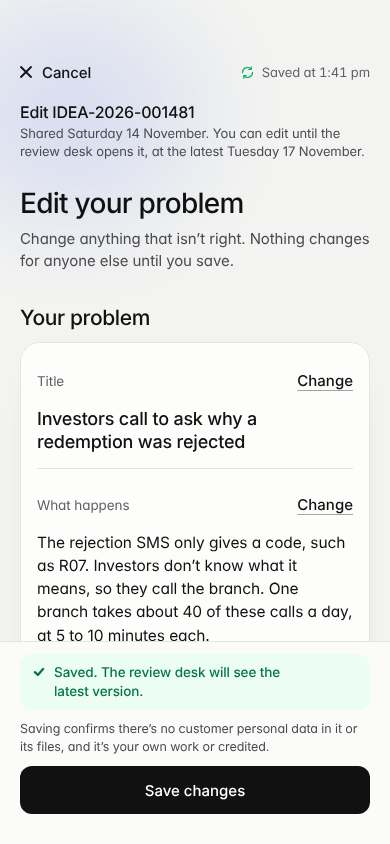 Cancel
Saved at 1:41 pm
Edit IDEA-2026-001481
Shared Saturday 14 November. You can edit until the
review desk opens it, at the latest Tuesday 17 November.
Edit your problem
Change anything that isn’t right. Nothing changes
for anyone else until you save.
Your problem
Title
Change
Investors call to ask why a
redemption was rejected
What happens
Change
The rejection SMS only gives a code, such
as R07. Investors don’t know what it
means, so they call the branch. One
branch takes about 40 of these calls a day,
at 5 to 10 minutes each.
Saved. The review desk will see the
latest version.
Saving confirms there’s no customer personal data in it or
its files, and it’s your own work or credited.
Save changes